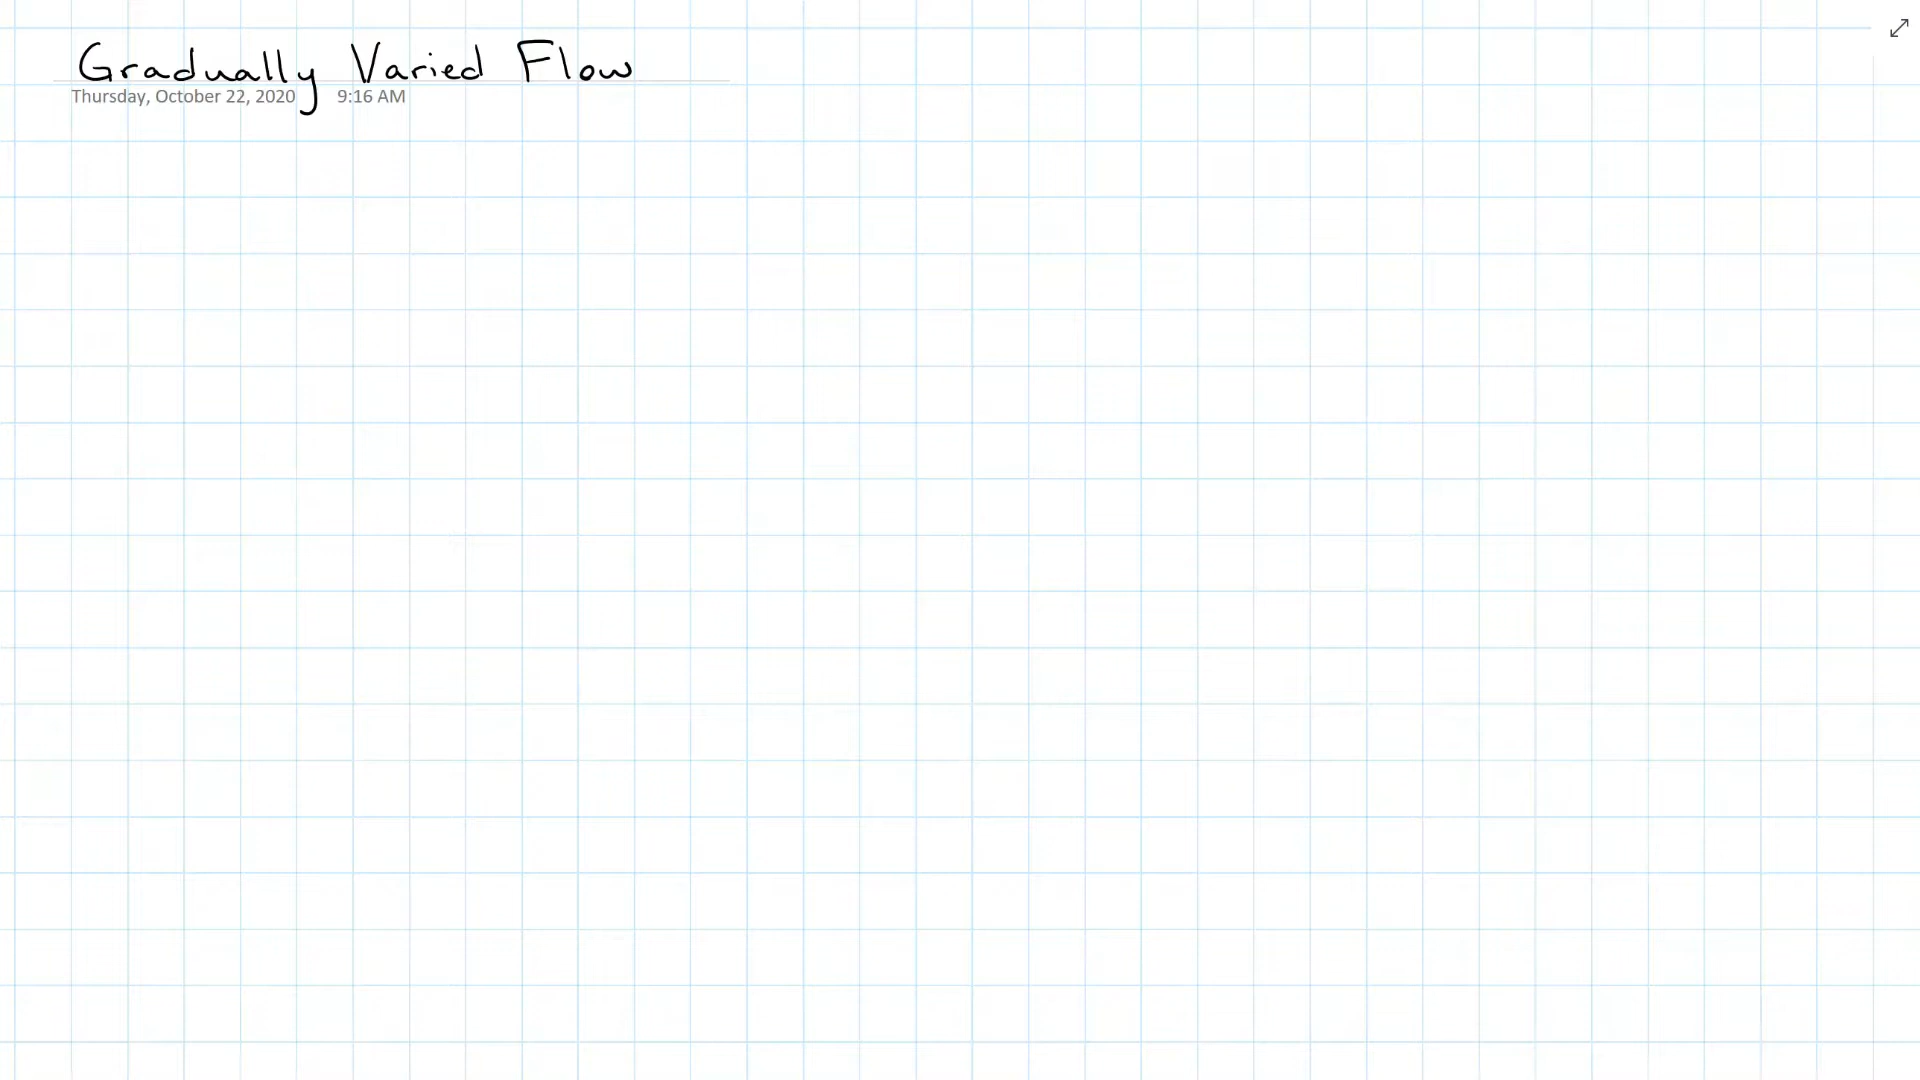 Gradually Varied Flow
Thursday, October 22, 2020 9:16 AM